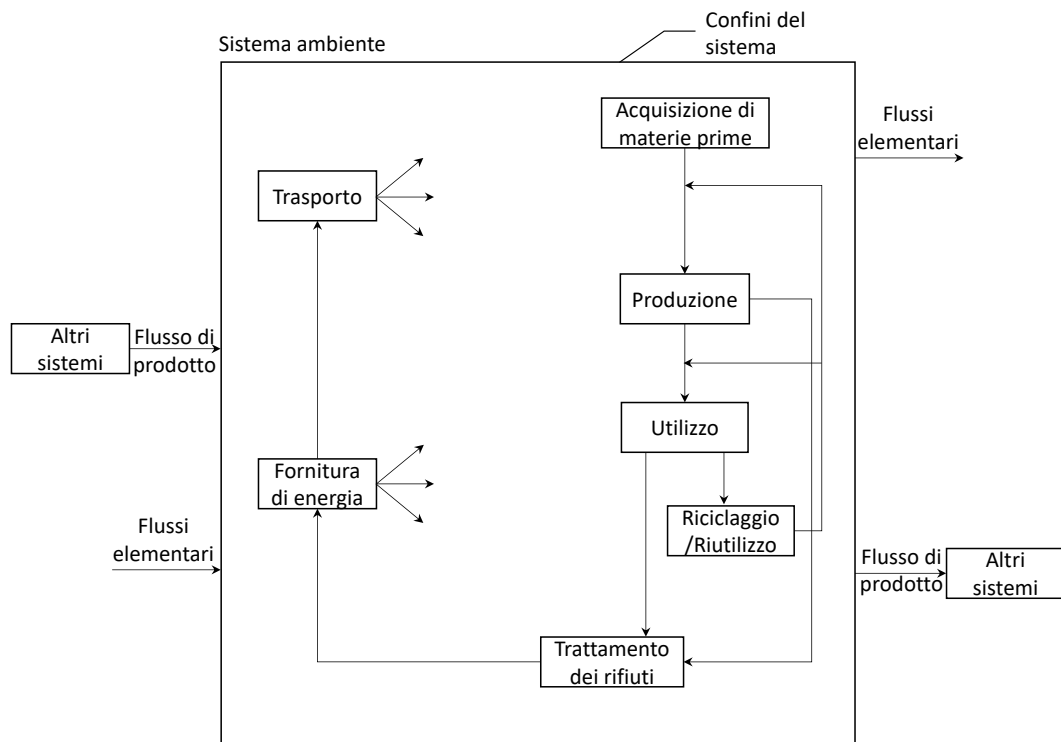 Confini del
sistema
Sistema ambiente
Acquisizione di
materie prime
Flussi
elementari
Trasporto
Produzione
Altri
sistemi
Flusso di
prodotto
Utilizzo
Fornitura
di energia
Riciclaggio
/Riutilizzo
Flussi
elementari
Flusso di
prodotto
Altri
sistemi
Trattamento
dei rifiuti